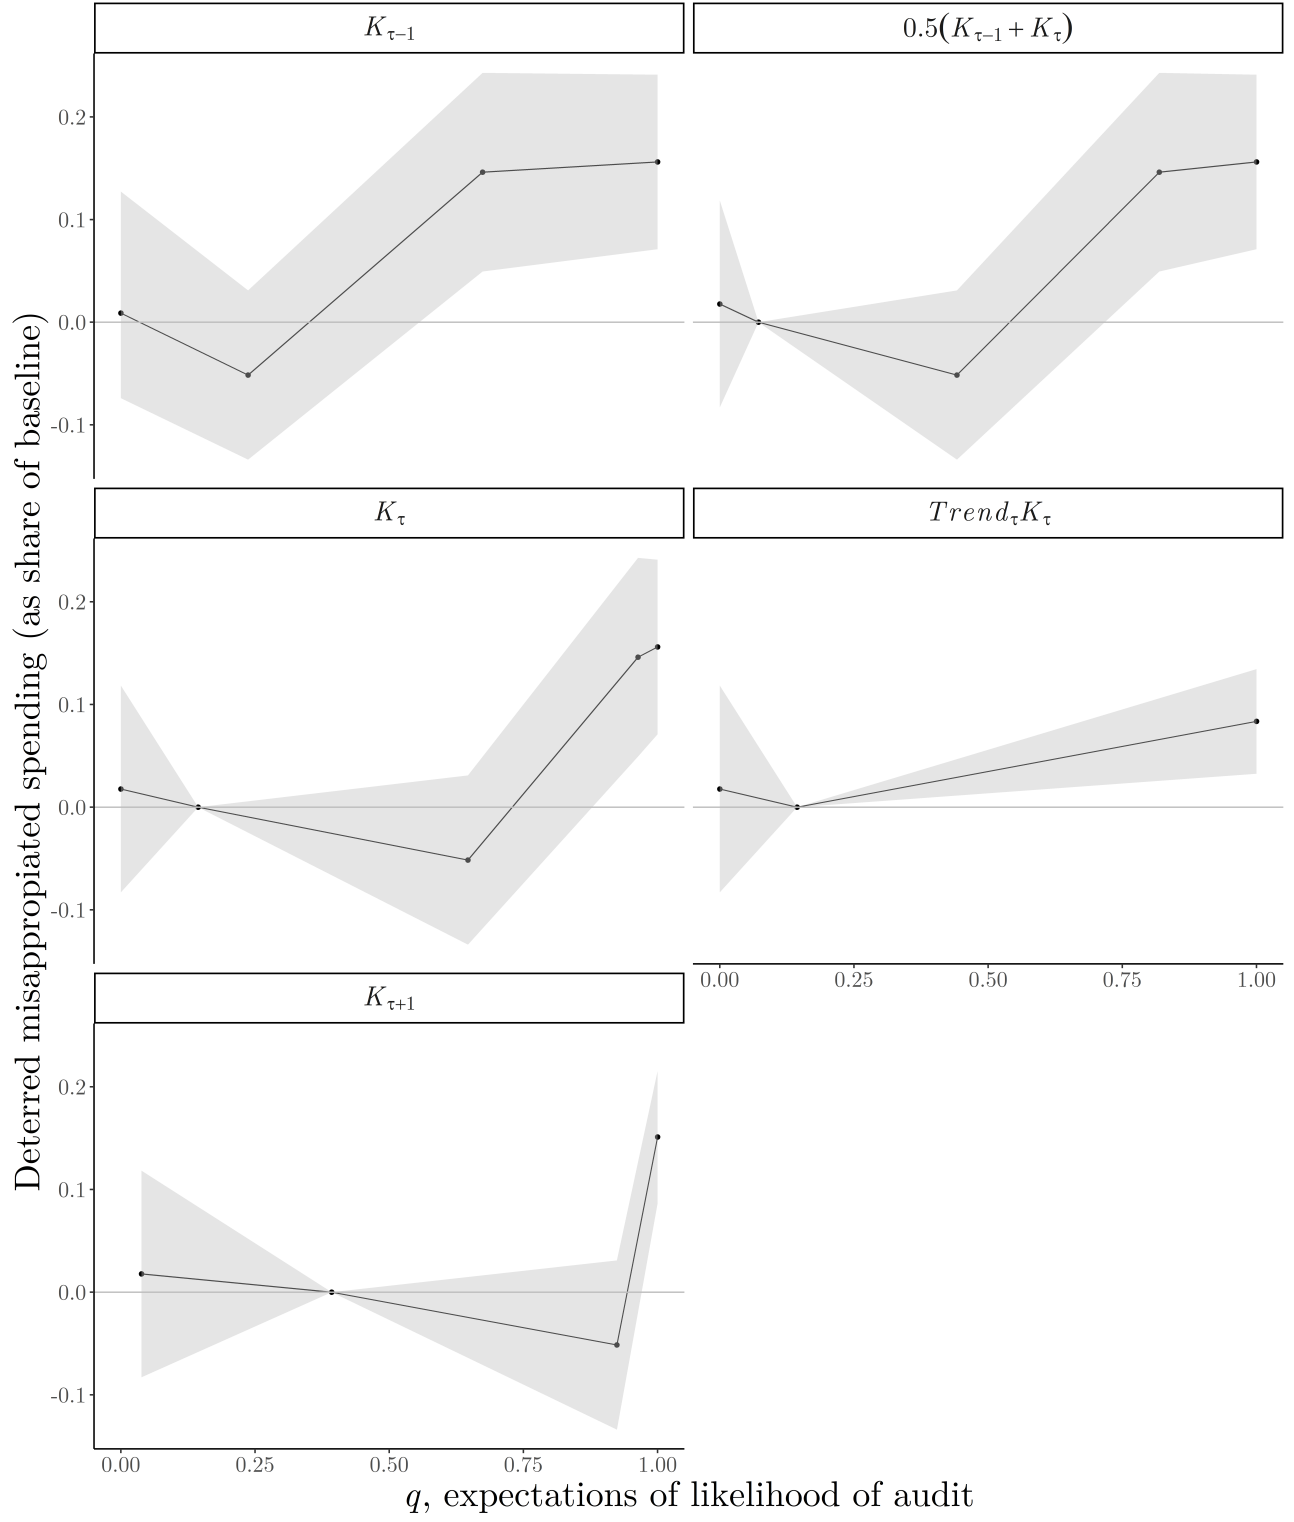 K_{τ−1}
0.5(K_{τ−1} + K_τ)
0.2
0.1
0.0
-0.1
K_τ
Trend_τK_τ
0.2
0.1
0.0
-0.1
0.00 0.25 0.50 0.75 1.00
K_{τ+1}
0.2
0.1
0.0
-0.1
0.00 0.25 0.50 0.75 1.00
Deterred misappropiated spending (as share of baseline)
q, expectations of likelihood of audit